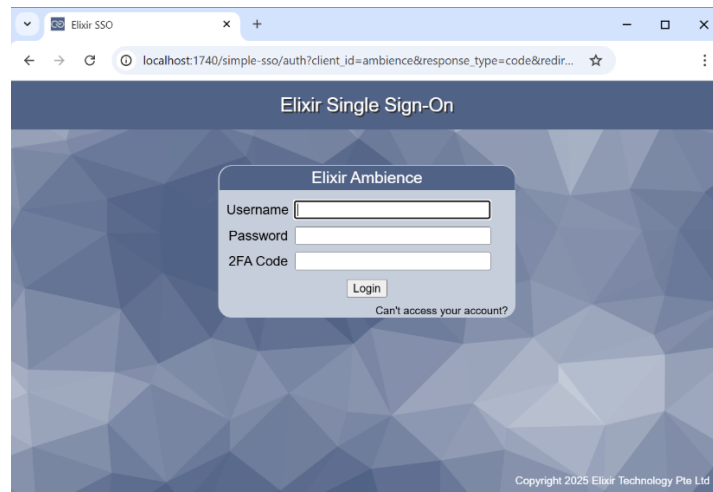 Elixir SSO
localhost:1740/simple-sso/auth?client_id=ambience&response_type=code&redir...
Elixir Single Sign-On
Elixir Ambience
Username
Password
2FA Code
Login
Can't access your account?
Copyright 2025 Elixir Technology Pte Ltd